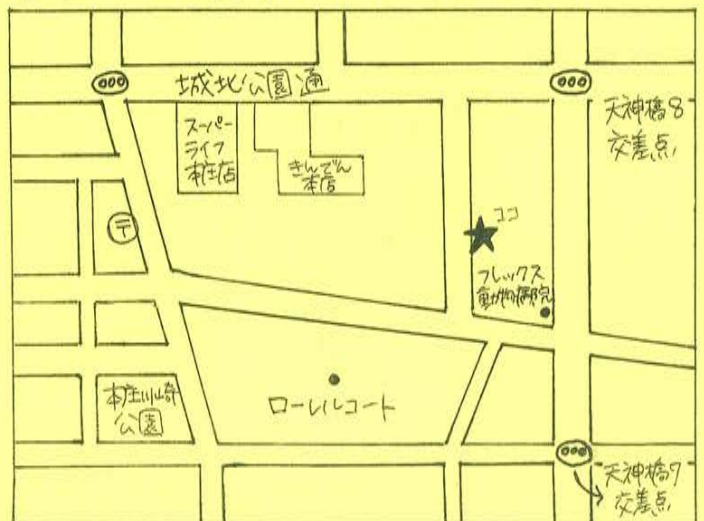 城北公園通
天神橋8
交差点
スーパー
ライフ
本庄店
きんでん
本店
ココ
〒
フレックス
動物病院
本庄川崎
公園
ローレルコート
天神橋7
交差点